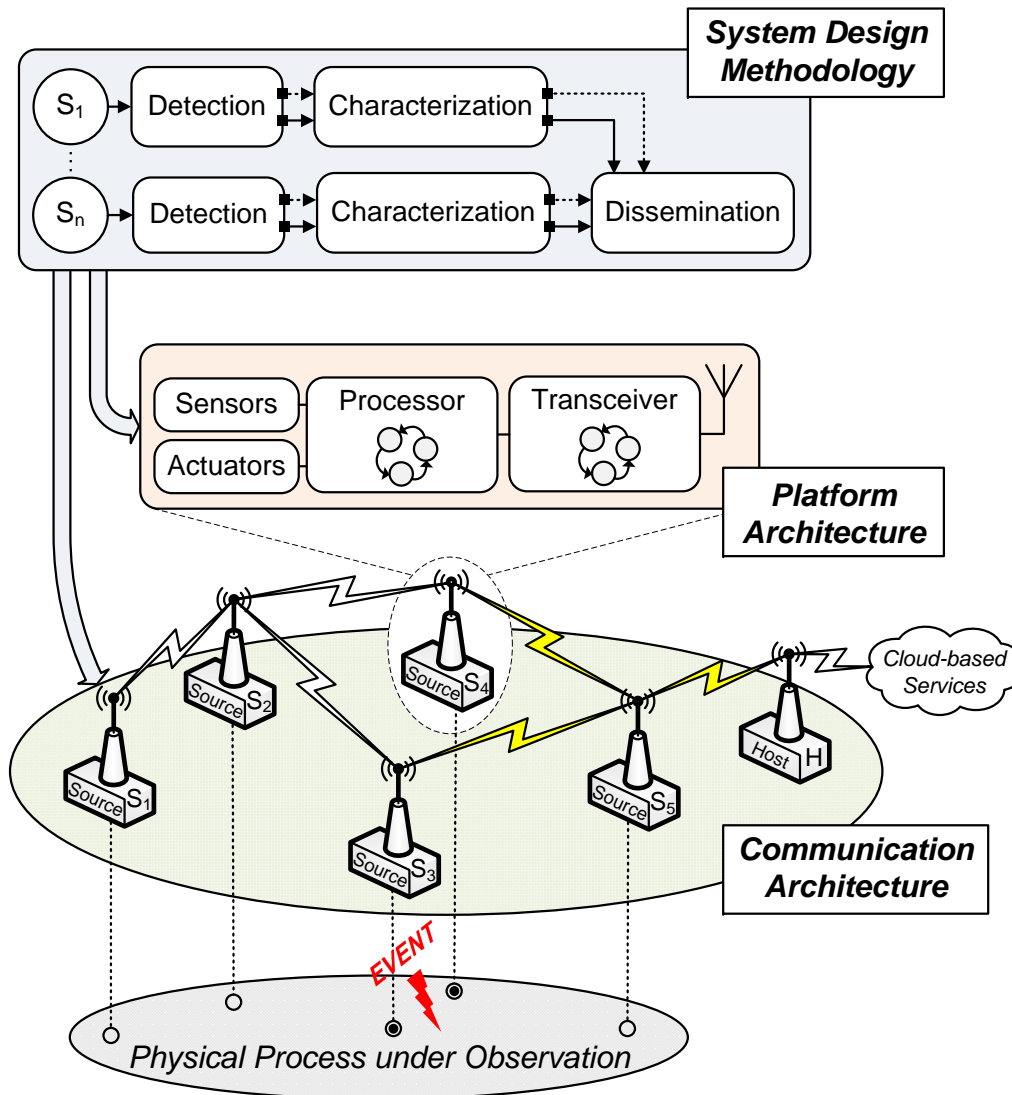 System Design
Methodology
S1
Detection
Characterization
Sn
Detection
Characterization
Dissemination
Sensors
Actuators
Processor
Transceiver
Platform
Architecture
Source S1
Source S2
Source S4
Source S3
Source S5
Host H
Cloud-based
Services
Communication
Architecture
EVENT
Physical Process under Observation